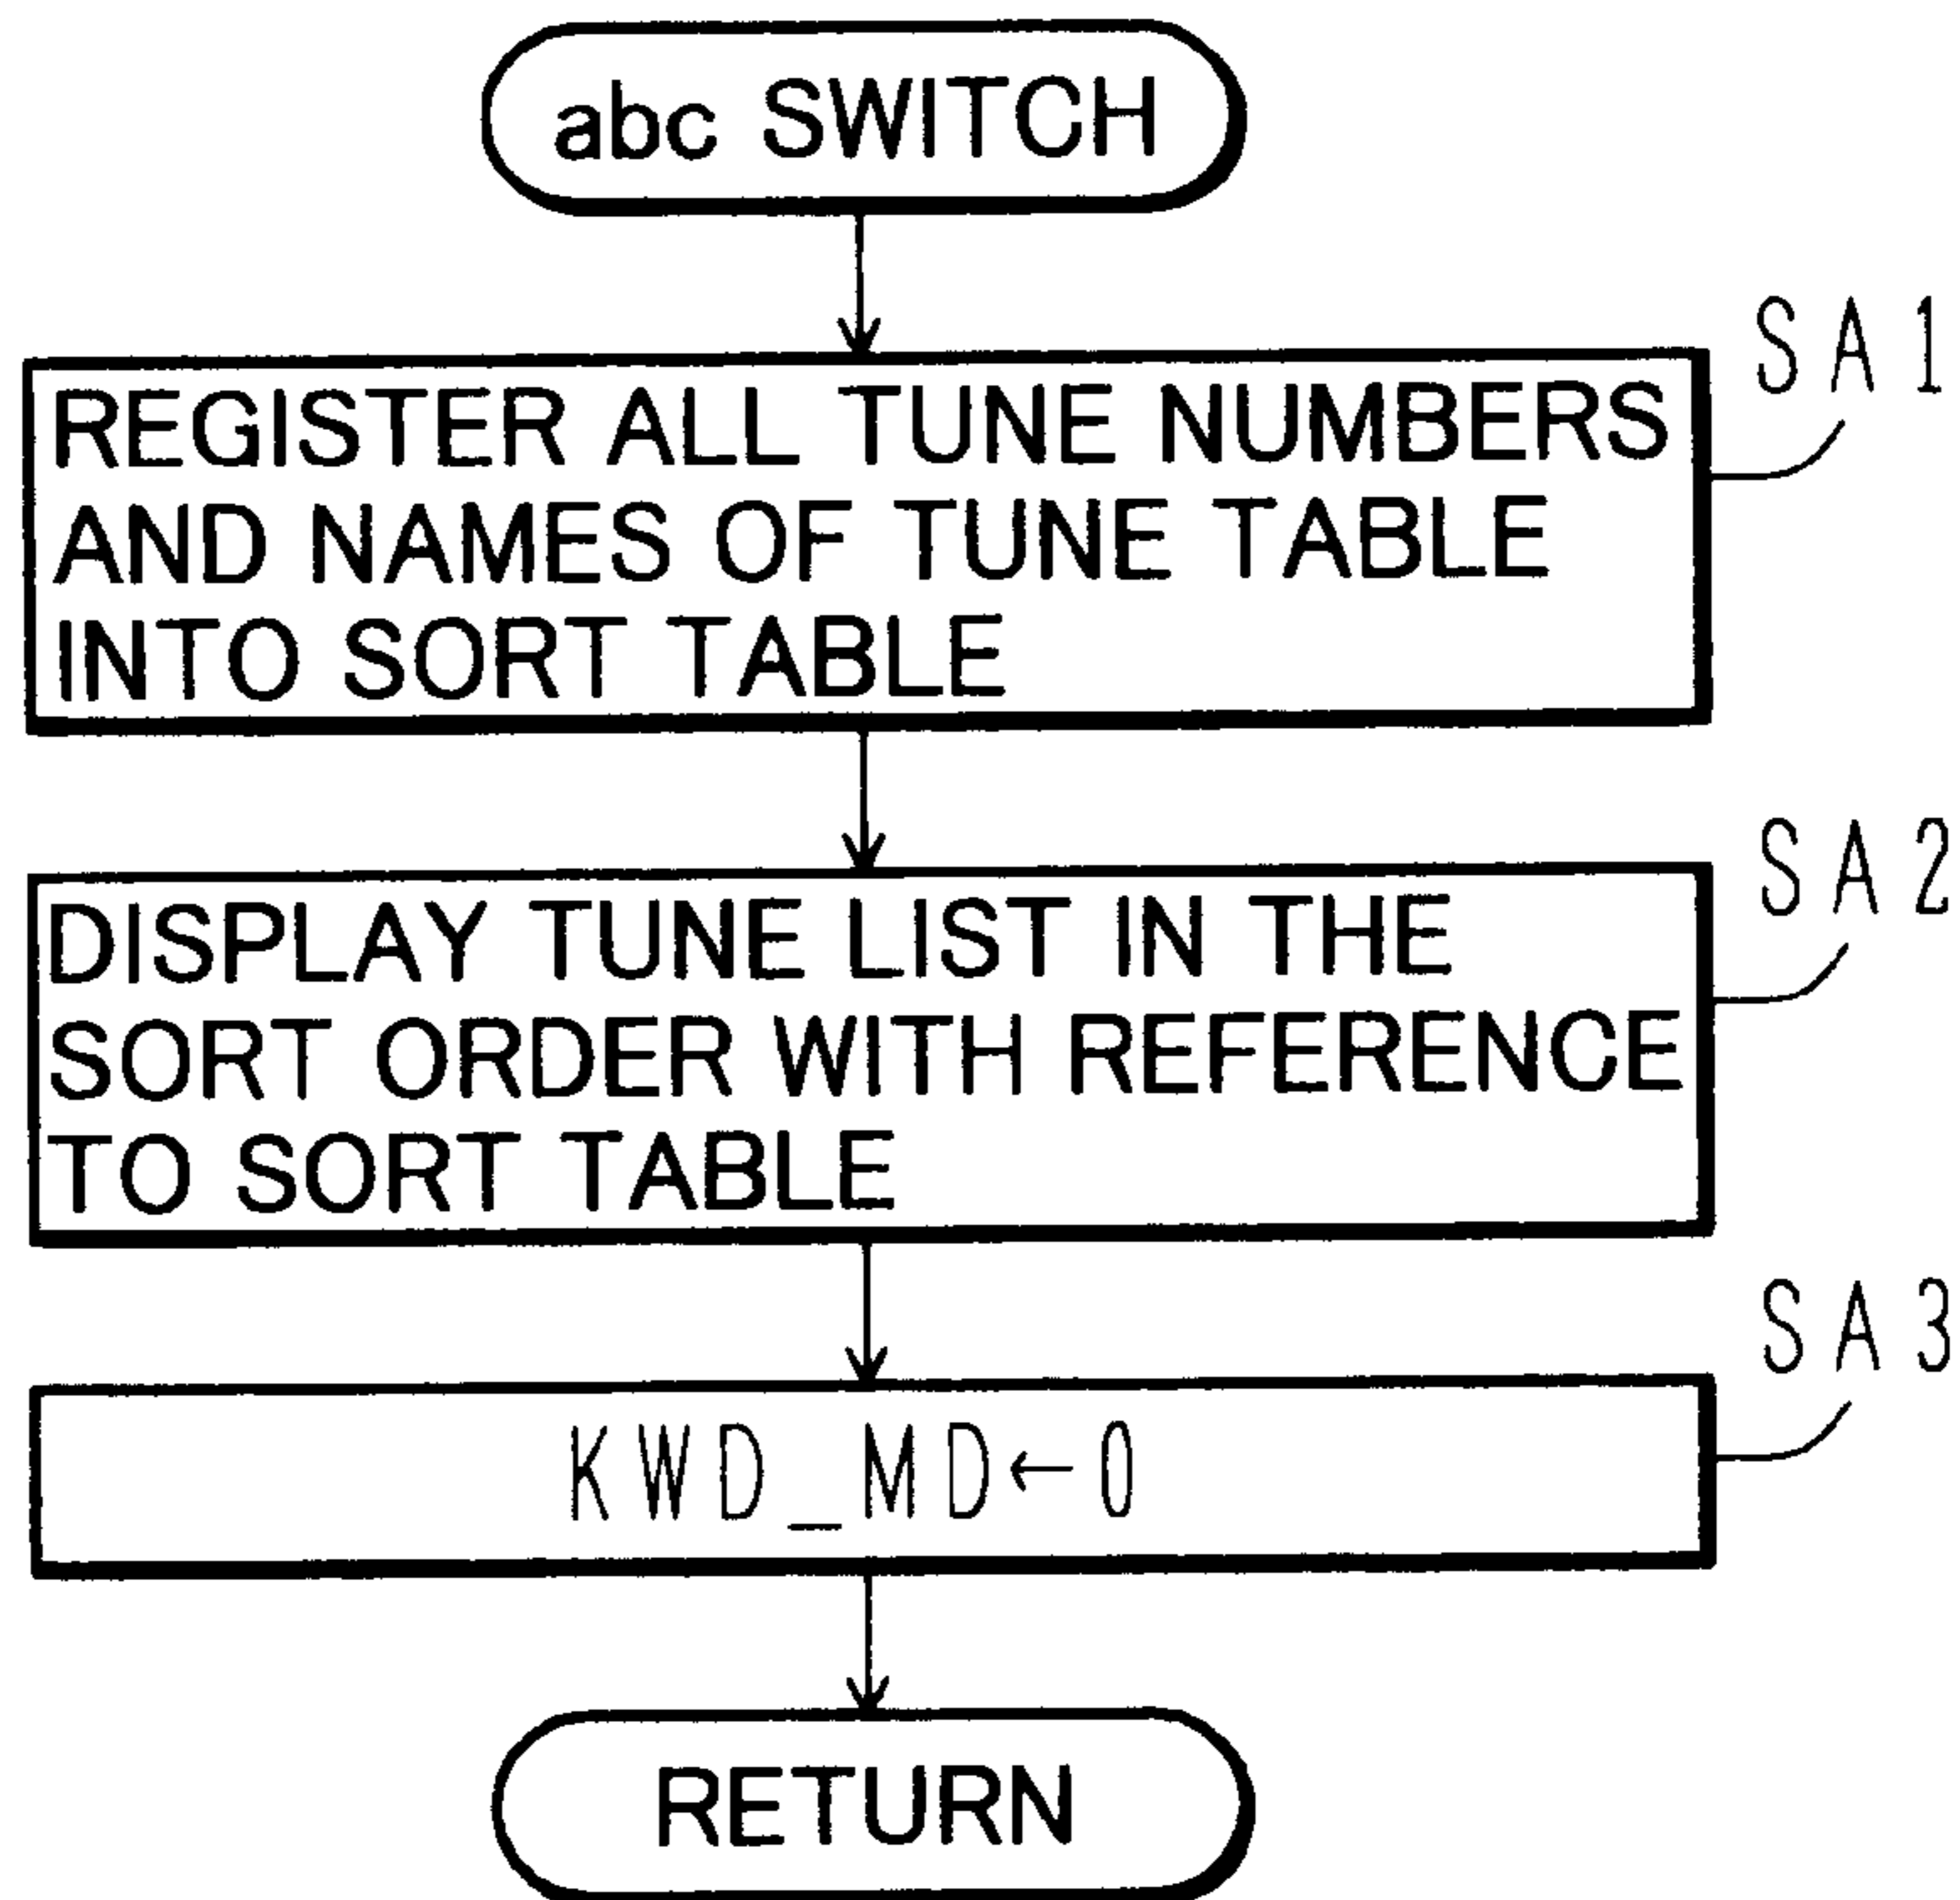 abc SWITCH
SA1
REGISTER ALL TUNE NUMBERS
AND NAMES OF TUNE TABLE
INTO SORT TABLE
SA2
DISPLAY TUNE LIST IN THE
SORT ORDER WITH REFERENCE
TO SORT TABLE
SA3
KWD_MD←0
RETURN